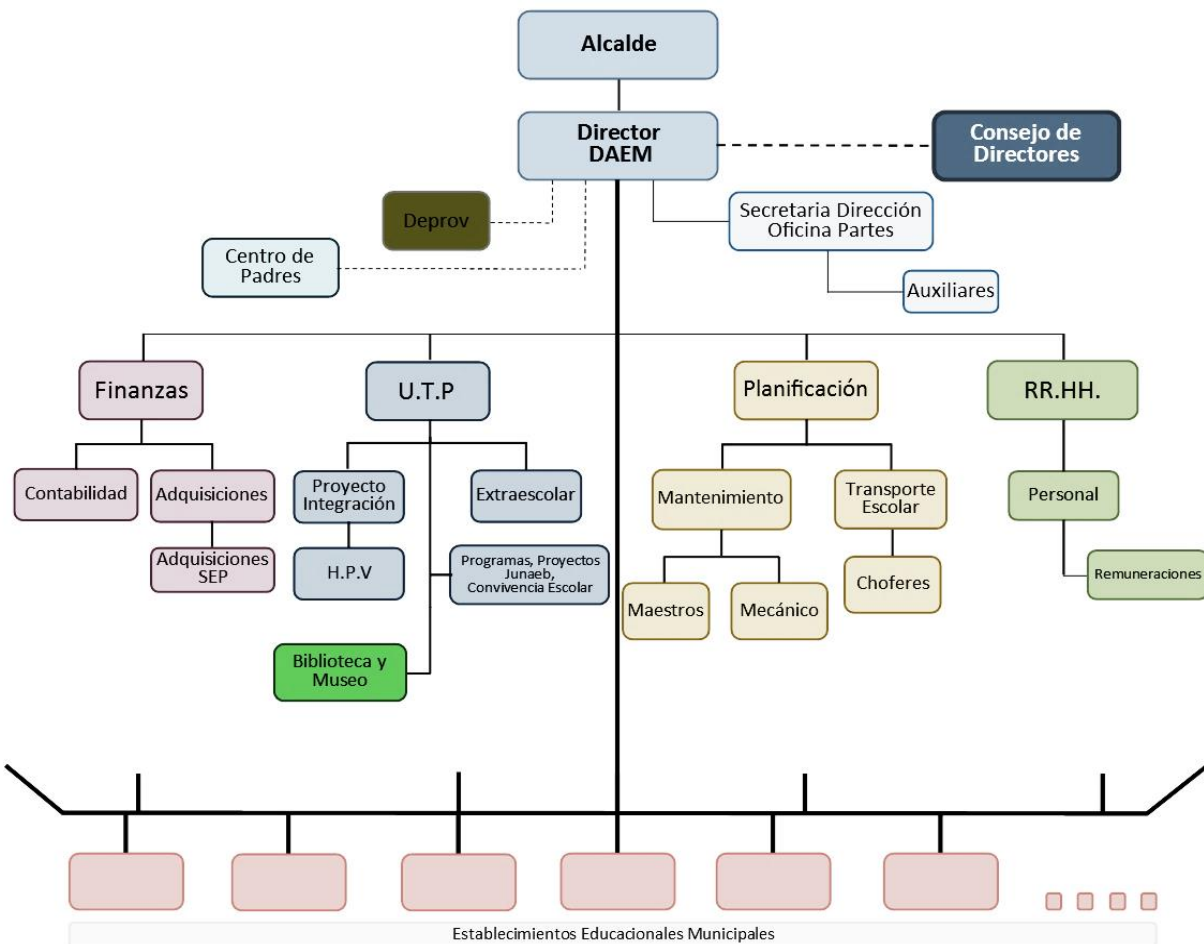 Alcalde
Director
DAEM
Consejo de
Directores
Deprov
Secretaria Dirección
Oficina Partes
Centro de
Padres
Auxiliares
Finanzas
U.T.P
Planificación
RR.HH.
Contabilidad
Adquisiciones
Proyecto
Integración
Extraescolar
Mantenimiento
Transporte
Escolar
Personal
Adquisiciones
SEP
H.P.V
Programas, Proyectos
Junaeb,
Convivencia Escolar
Maestros
Mecánico
Choferes
Remuneraciones
Biblioteca y
Museo
Establecimientos Educacionales Municipales